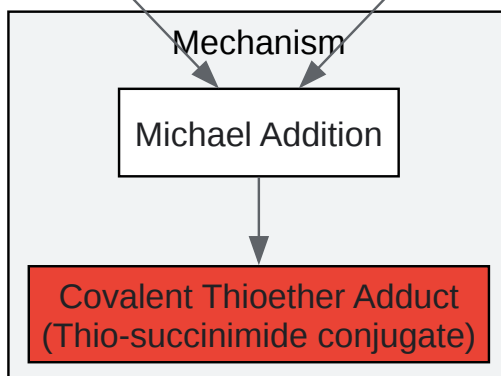 Mechanism
Michael Addition
Covalent Thioether Adduct
(Thio-succinimide conjugate)